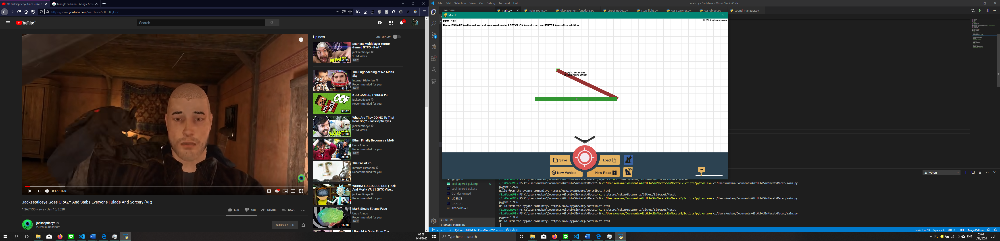 (4) Jacksepticeye Goes CRAZY
triangle collision - Google Sear
https://www.youtube.com/watch?v=5rJKq1GjDCc
YouTube
ID
Search
4
Up next
AUTOPLAY
Scariest Multiplayer Horror
Game | GTFO - Part 1
jacksepticeye
1.3M views
New
SHHHH
52:33
The Engoodening of No Man's
Sky
Internet Historian
Recommended for you
New
53:51
5 .IO GAMES, 1 VIDEO #3
jacksepticeye
Recommended for you
OOF
TNT
37:07
What Are They DOING To That
Poor Dog? - Jacksepticeyes...
jacksepticeye
2.5M views
LAUGH
17:00
Ethan Finally Becomes a MAN
Unus Annus
Recommended for you
New
26:26
The Fall of 76
Internet Historian
Recommended for you
26:22
WUBBA LUBBA DUB DUB | Rick
And Morty VR #1 (HTC Vive...
jacksepticeye
Recommended for you
23:00
Mark Steals Ethan's Face
Unus Annus
Recommended for you
New
16:30
I Bought A GoJo From The
0:17 / 16:01
Jacksepticeye Goes CRAZY And Stabs Everyone | Blade And Sorcery (VR)
1,267,130 views • Jan 10, 2020
68K
438
SHARE
SAVE
jacksepticeye
23.2M subscribers
SUBSCRIBED
05:09
1/16/2020
File Edit Selection View Go Debug Terminal Help
main.py - SimMacet - Visual Studio Code
EXPLORER
main.py
main_room.py
displacement_functions.py
street_nodes.py
stop_light.py
car_spawner.py
car_object.py
sound_manager.py
Macet !
FPS: 113
© 2020 Nakamarusun.
Press ESCAPE to discard and exit new road mode, LEFT CLICK to add road, and ENTER to confirm addition
Length: 56.365m
Total length: 69.0m
Save
Load
New Vehicle
New Road
1.0x
2: Python
cool layered gui.png
U
cool layered gui.psd
GUI design.psd
LICENSE
Logo.psd
README.md
OUTLINE
MAVEN PROJECTS
(SimMacetVE) PS C:\Users\nakam\Documents\GitHub\SimMacet\Macet> & c:/Users/nakam/Documents/GitHub/SimMacet/SimMacetVE/Scripts/python.exe c:/Users/nakam/Documents/GitHub/SimMacet/Macet/main.py
pygame 1.9.6
Hello from the pygame community. https://www.pygame.org/contribute.html
(SimMacetVE) PS C:\Users\nakam\Documents\GitHub\SimMacet\Macet> cd c:/Users/nakam/Documents/GitHub/SimMacet/Macet
(SimMacetVE) PS C:\Users\nakam\Documents\GitHub\SimMacet\Macet> & c:/Users/nakam/Documents/GitHub/SimMacet/SimMacetVE/Scripts/python.exe c:/Users/nakam/Documents/GitHub/SimMacet/Macet/main.py
pygame 1.9.6
Hello from the pygame community. https://www.pygame.org/contribute.html
(SimMacetVE) PS C:\Users\nakam\Documents\GitHub\SimMacet\Macet> cd c:/Users/nakam/Documents/GitHub/SimMacet/Macet
(SimMacetVE) PS C:\Users\nakam\Documents\GitHub\SimMacet\Macet> & c:/Users/nakam/Documents/GitHub/SimMacet/SimMacetVE/Scripts/python.exe c:/Users/nakam/Documents/GitHub/SimMacet/Macet/main.py
pygame 1.9.6
Hello from the pygame community. https://www.pygame.org/contribute.html
master*
Python 3.8.0 64-bit ('SimMacetVE': venv)
0
0
Ln 45, Col 50
Spaces: 4
UTF-8
CRLF
MagicPython
Type here to search
ENG
05:09
1/16/2020